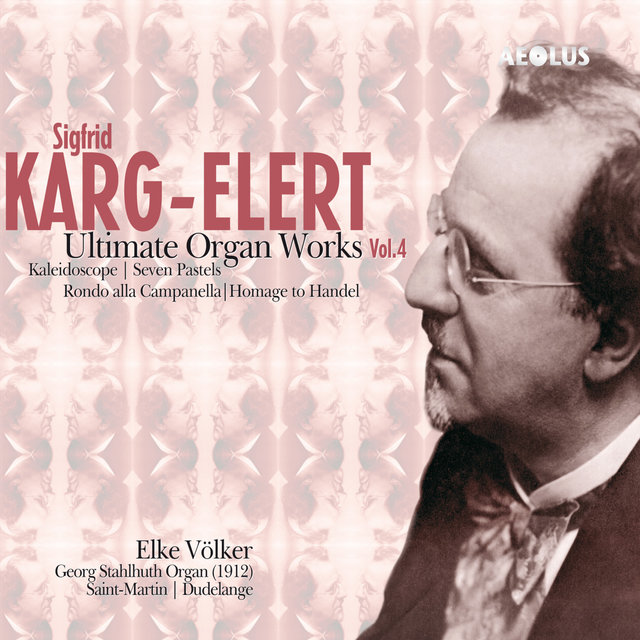 AEOLUS
Sigfrid
KARG-ELERT
Ultimate Organ Works Vol.4
Kaleidoscope | Seven Pastels
Rondo alla Campanella|Homage to Handel
Elke Völker
Georg Stahlhuth Organ (1912)
Saint-Martin | Dudelange